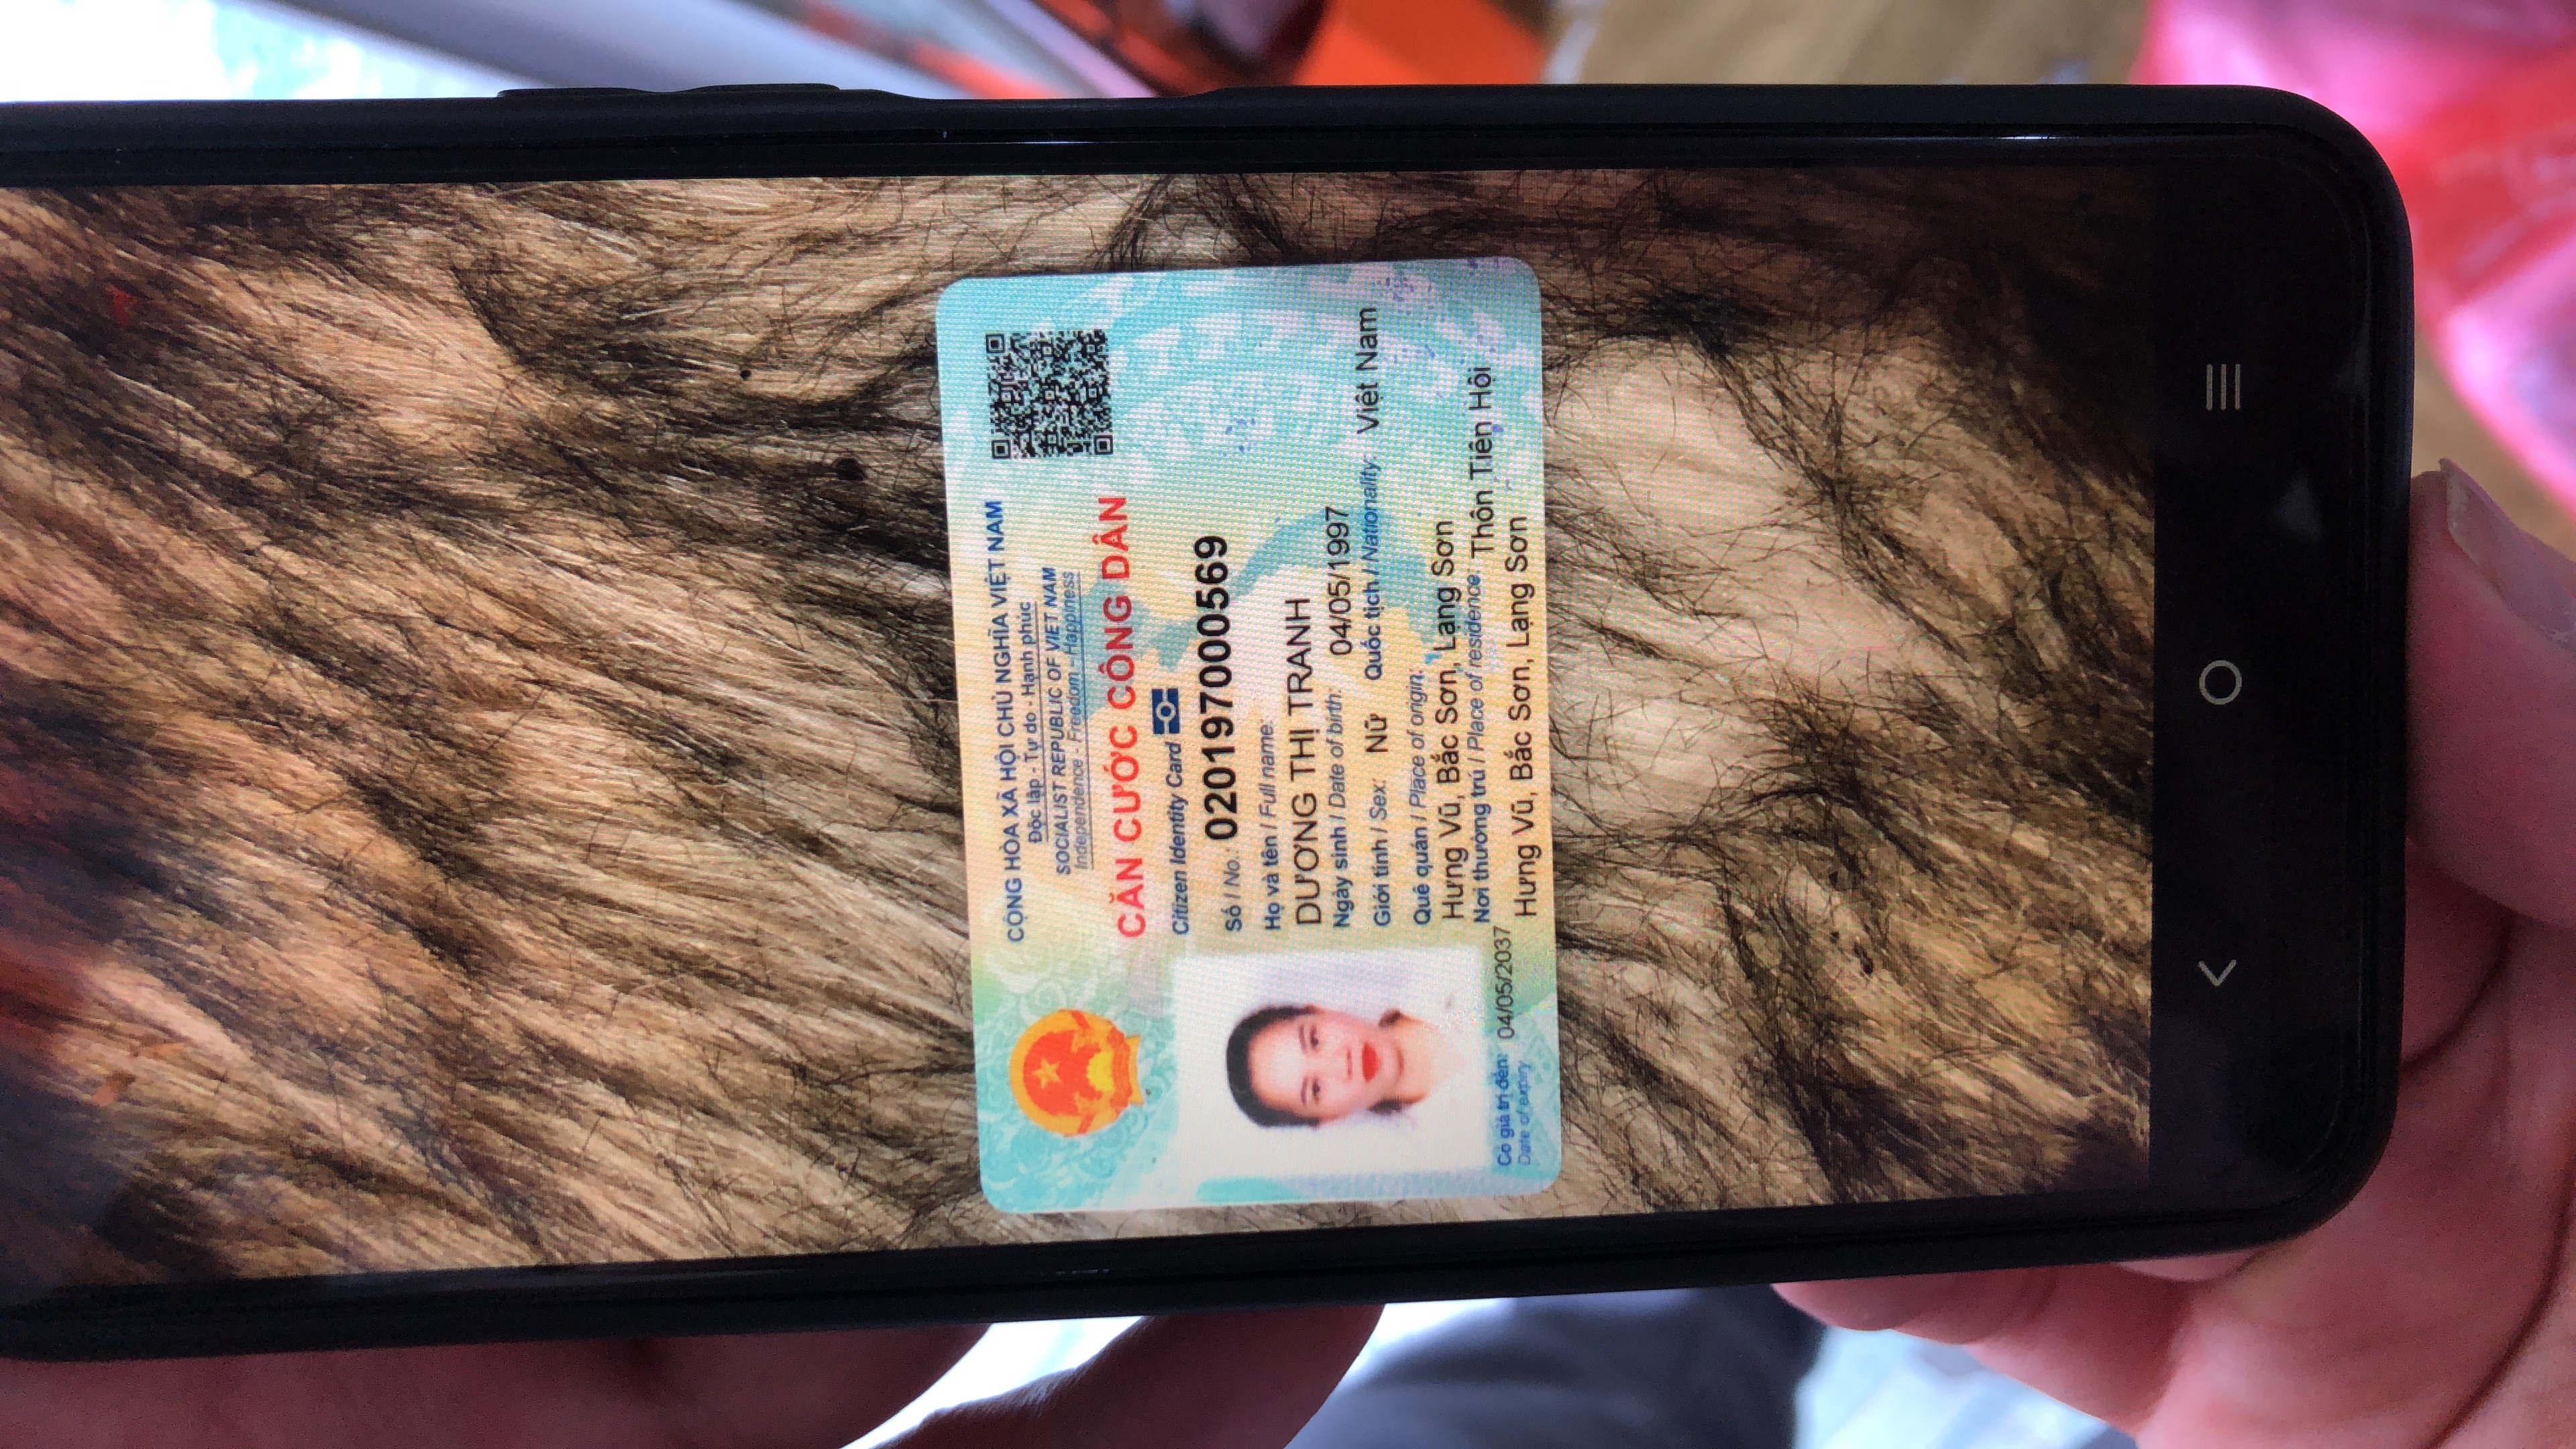 CỘNG HÒA XÃ HỘI CHỦ NGHĨA VIỆT NAM
Độc lập - Tự do - Hạnh phúc
SOCIALIST REPUBLIC OF VIET NAM
Independence - Freedom - Happiness
CĂN CƯỚC CÔNG DÂN
Citizen Identity Card
Số / No.: 020197000569
Họ và tên / Full name:
DƯƠNG THỊ TRANH
Ngày sinh / Date of birth: 04/05/1997
Giới tính / Sex: Nữ Quốc tịch / Nationality: Việt Nam
Quê quán / Place of origin:
Hưng Vũ, Bắc Sơn, Lạng Sơn
Nơi thường trú / Place of residence: Thôn Tiên Hội
Hưng Vũ, Bắc Sơn, Lạng Sơn
Có giá trị đến: 04/05/2037
Date of expiry